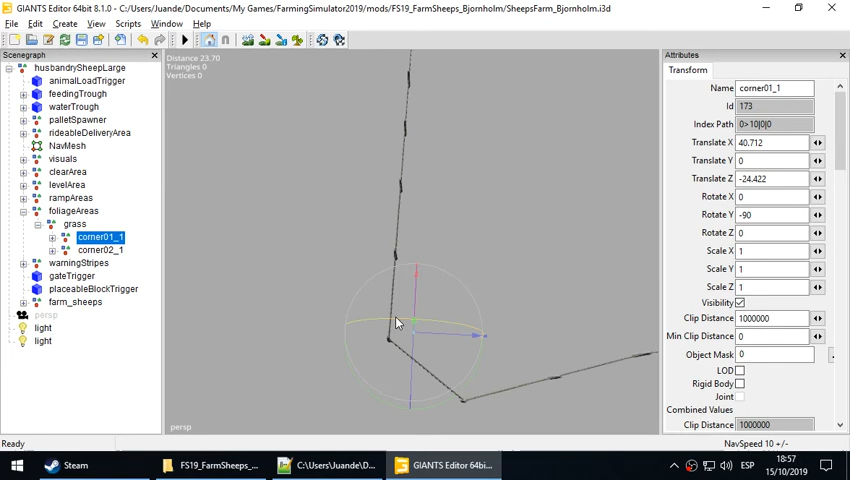 GIANTS Editor 64bit 8.1.0 - C:/Users/Juande/Documents/My Games/FarmingSimulator2019/mods/FS19_FarmSheeps_Bjornholm/SheepsFarm_Bjornholm.i3d
File Edit Create View Scripts Window Help
Scenegraph
husbandrySheepLarge
animalLoadTrigger
feedingTrough
waterTrough
palletSpawner
rideableDeliveryArea
NavMesh
visuals
clearArea
levelArea
rampAreas
foliageAreas
grass
corner01_1
corner02_1
warningStripes
gateTrigger
placeableBlockTrigger
farm_sheeps
persp
light
light
Distance 23.70
Triangles 0
Vertices 0
persp
Attributes
Transform
Name corner01_1
Id 173
Index Path 0>10|0|0
Translate X 40.712
Translate Y 0
Translate Z -24.422
Rotate X 0
Rotate Y -90
Rotate Z 0
Scale X 1
Scale Y 1
Scale Z 1
Visibility
Clip Distance 1000000
Min Clip Distance 0
Object Mask 0
LOD
Rigid Body
Joint
Combined Values
Clip Distance 1000000
Ready
NavSpeed 10 +/-
Steam
FS19_FarmSheeps_...
C:\Users\Juande\D...
GIANTS Editor 64bi...
ESP
18:57
15/10/2019